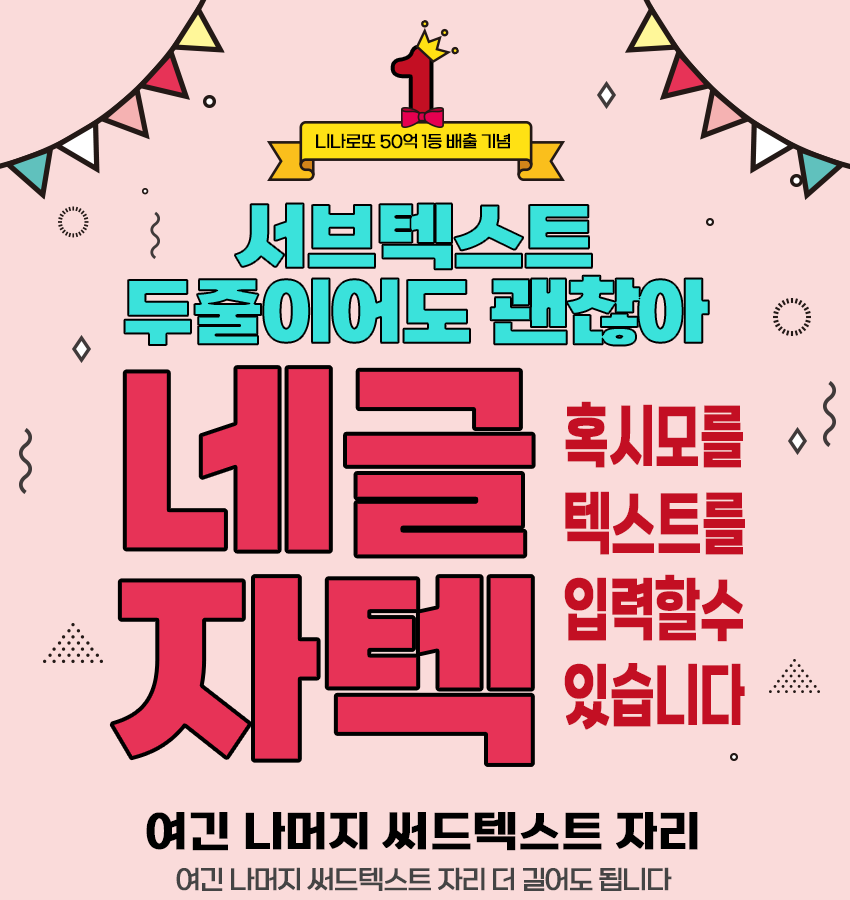 1
니나로또 50억 1등 배출 기념
서브텍스트
두줄이어도 괜찮아
네글
자텍
혹시모를
텍스트를
입력할수
있습니다
여긴 나머지 써드텍스트 자리
여긴 나머지 써드텍스트 자리 더 길어도 됩니다